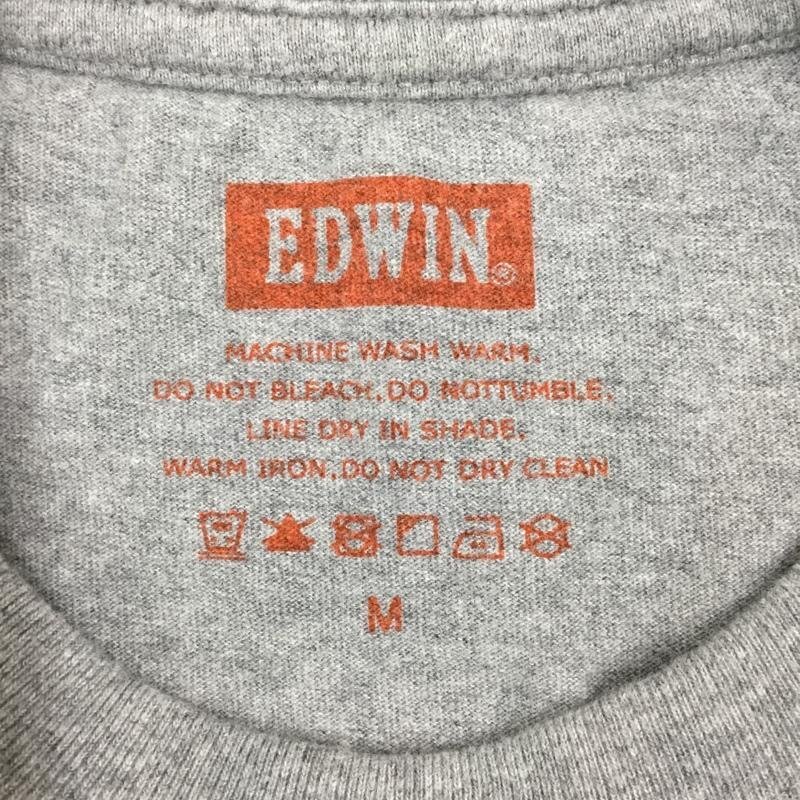 EDWIN®
MACHINE WASH WARM.
DO NOT BLEACH.DO NOTTUMBLE.
LINE DRY IN SHADE.
WARM IRON.DO NOT DRY CLEAN
M